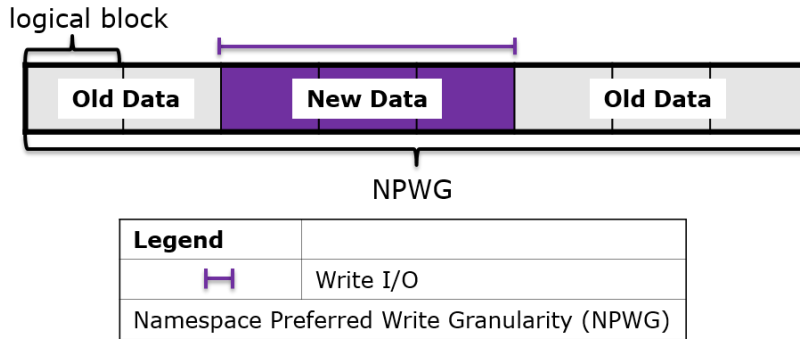 logical block
Old Data New Data Old Data
NPWG
Legend
Write I/O
Namespace Preferred Write Granularity (NPWG)